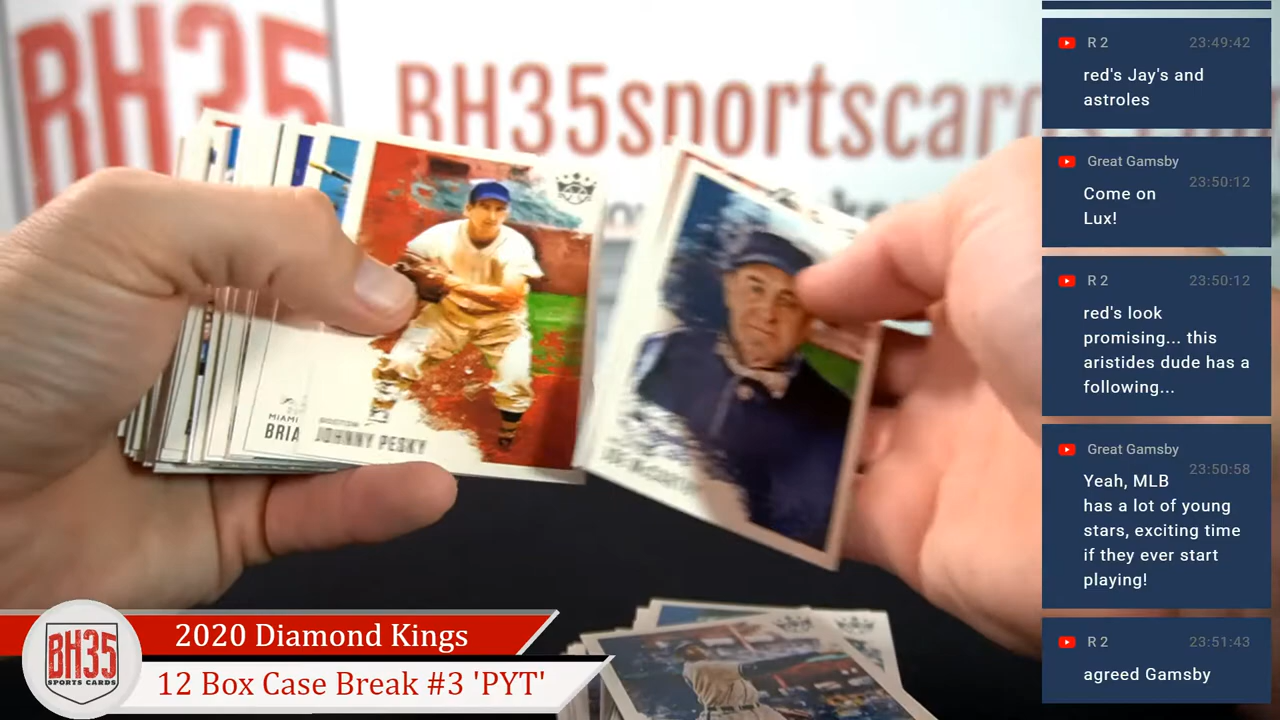 BH35
BH35sportscar
MIAMI
BRIA
BOSTON
JOHNNY PESKY
BH35
SPORTS CARDS
2020 Diamond Kings
12 Box Case Break #3 'PYT'
R 2
23:49:42
red's Jay's and
astroles
Great Gamsby
23:50:12
Come on
Lux!
R 2
23:50:12
red's look
promising... this
aristides dude has a
following...
Great Gamsby
23:50:58
Yeah, MLB
has a lot of young
stars, exciting time
if they ever start
playing!
R 2
23:51:43
agreed Gamsby